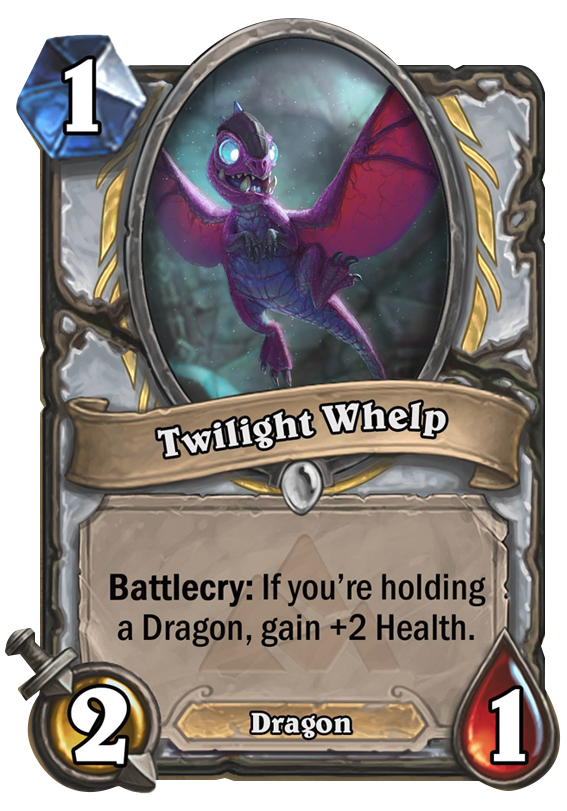 1
Twilight Whelp
Battlecry: If you're holding
a Dragon, gain +2 Health.
2
Dragon
1